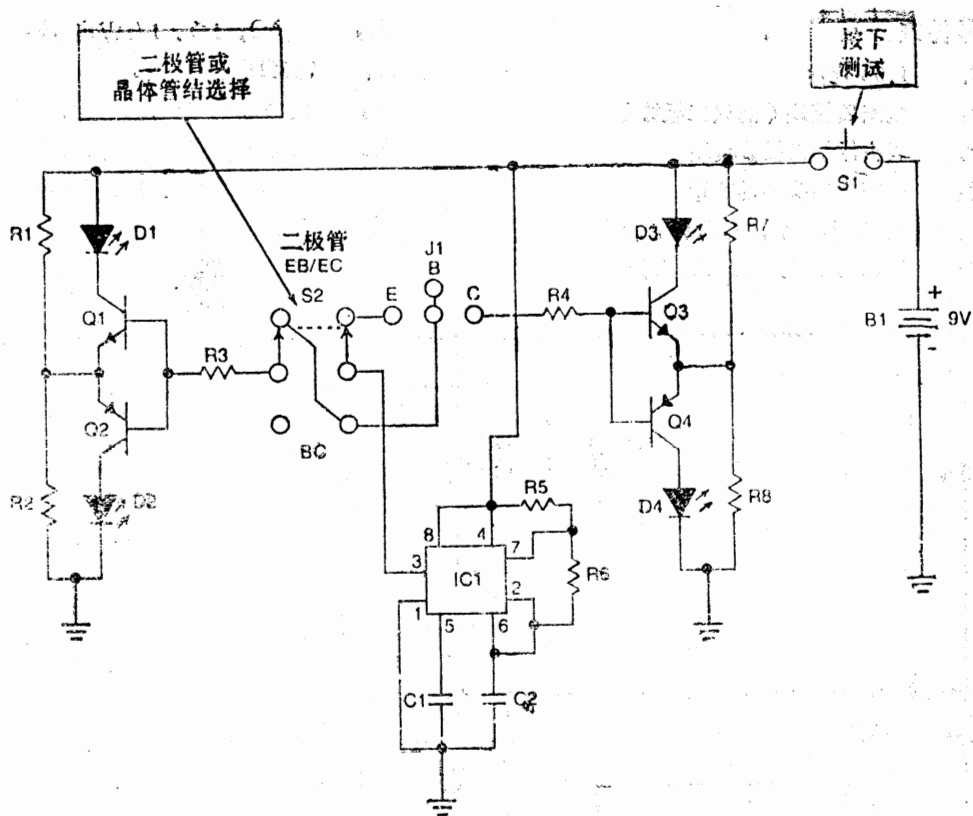 二极管或
晶体管结选择
按下
测试
S1
R1
D1
二极管
EB/EC
S2
J1
B
E
C
D3
R7
R4
Q1
Q3
B1
+
9V
-
R3
Q2
BC
Q4
R2
D2
R5
D4
R8
8
4
7
3
IC1
2
R6
1
5
6
C1
C2